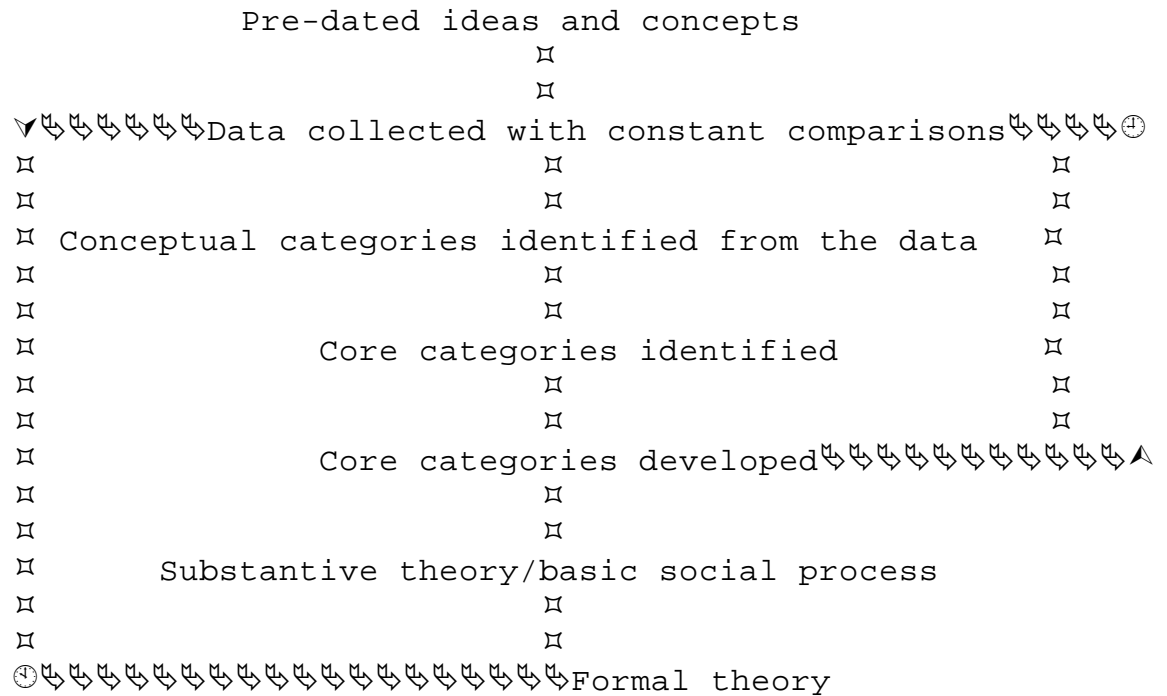 Pre-dated ideas and concepts
Data collected with constant comparisons
Conceptual categories identified from the data
Core categories identified
Core categories developed
Substantive theory/basic social process
Formal theory